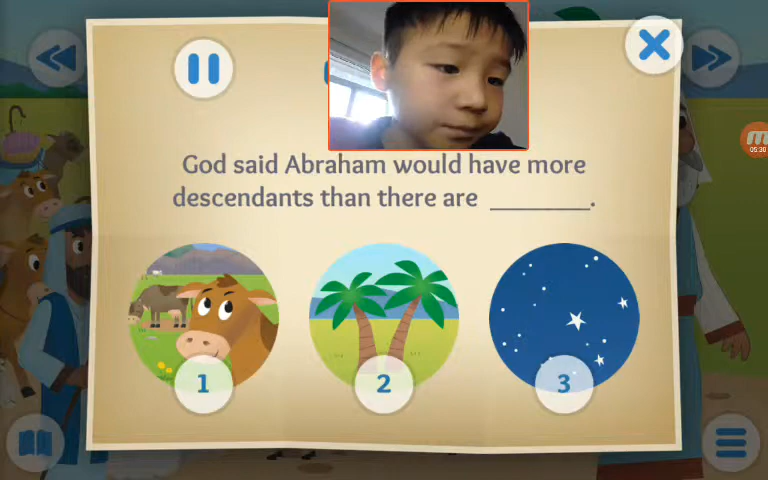 God said Abraham would have more
descendants than there are ________.
1 2 3
05:30